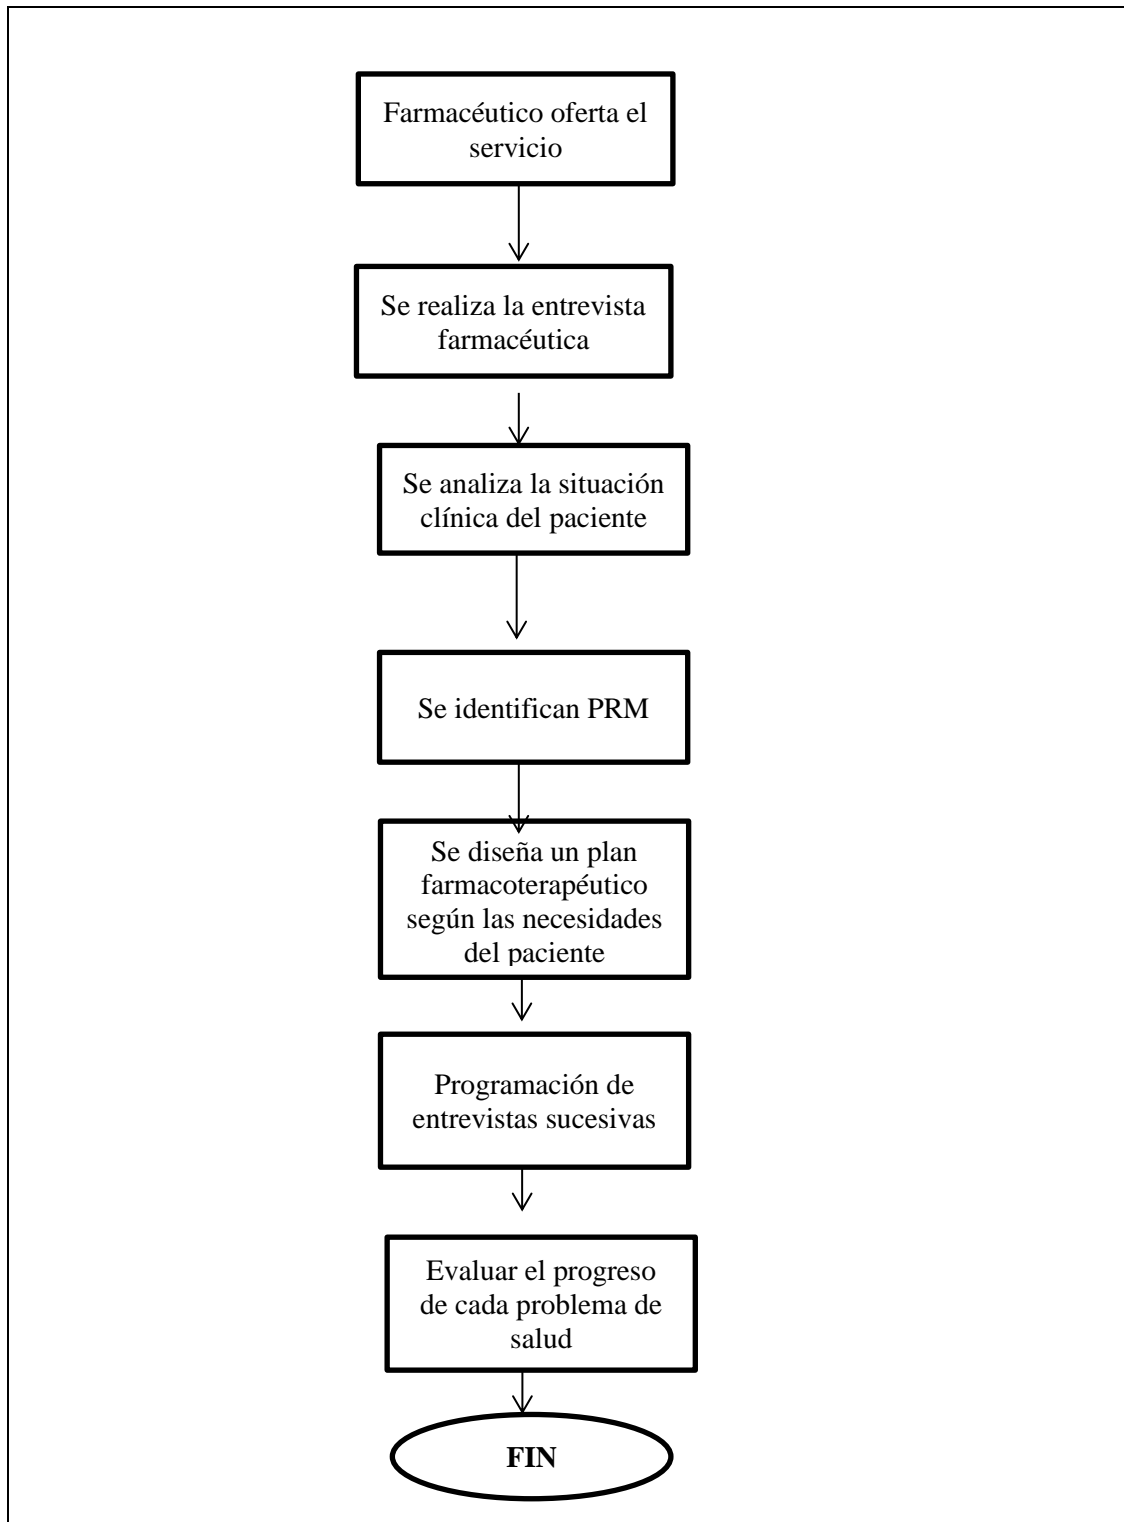 Farmacéutico oferta el
servicio
Se realiza la entrevista
farmacéutica
Se analiza la situación
clínica del paciente
Se identifican PRM
Se diseña un plan
farmacoterapéutico
según las necesidades
del paciente
Programación de
entrevistas sucesivas
Evaluar el progreso
de cada problema de
salud
FIN